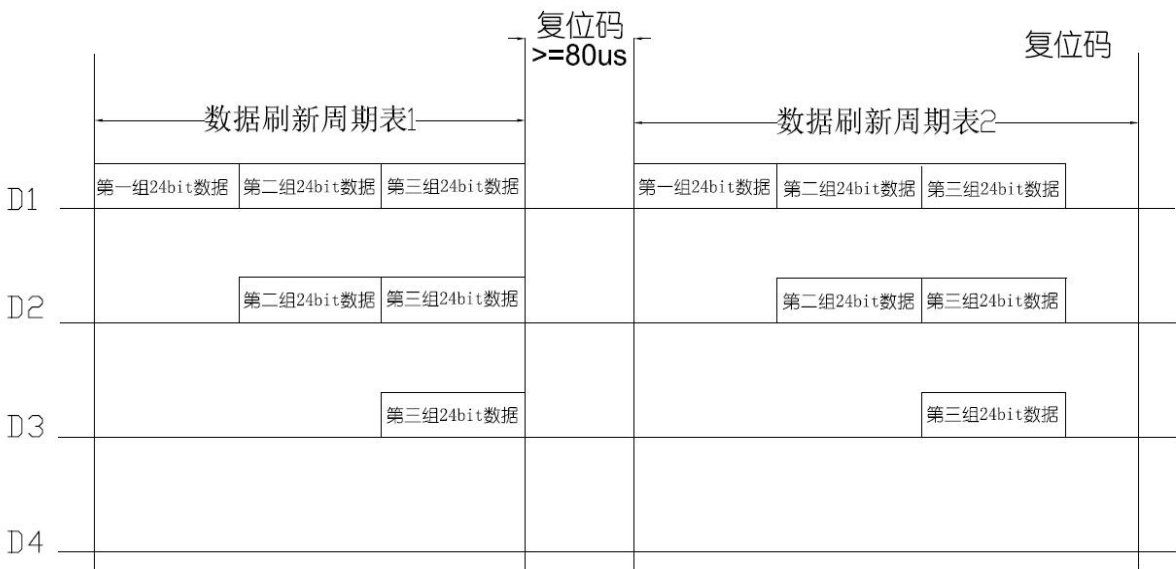 复位码
>=80us
复位码
数据刷新周期表1
数据刷新周期表2
D1
第一组24bit数据 第二组24bit数据 第三组24bit数据
第一组24bit数据 第二组24bit数据 第三组24bit数据
D2
第二组24bit数据 第三组24bit数据
第二组24bit数据 第三组24bit数据
D3
第三组24bit数据
第三组24bit数据
D4